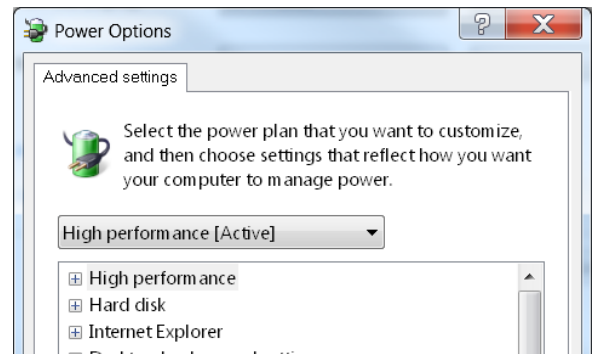 Power Options
Advanced settings
Select the power plan that you want to customize,
and then choose settings that reflect how you want
your computer to manage power.
High performance [Active]
High performance
Hard disk
Internet Explorer